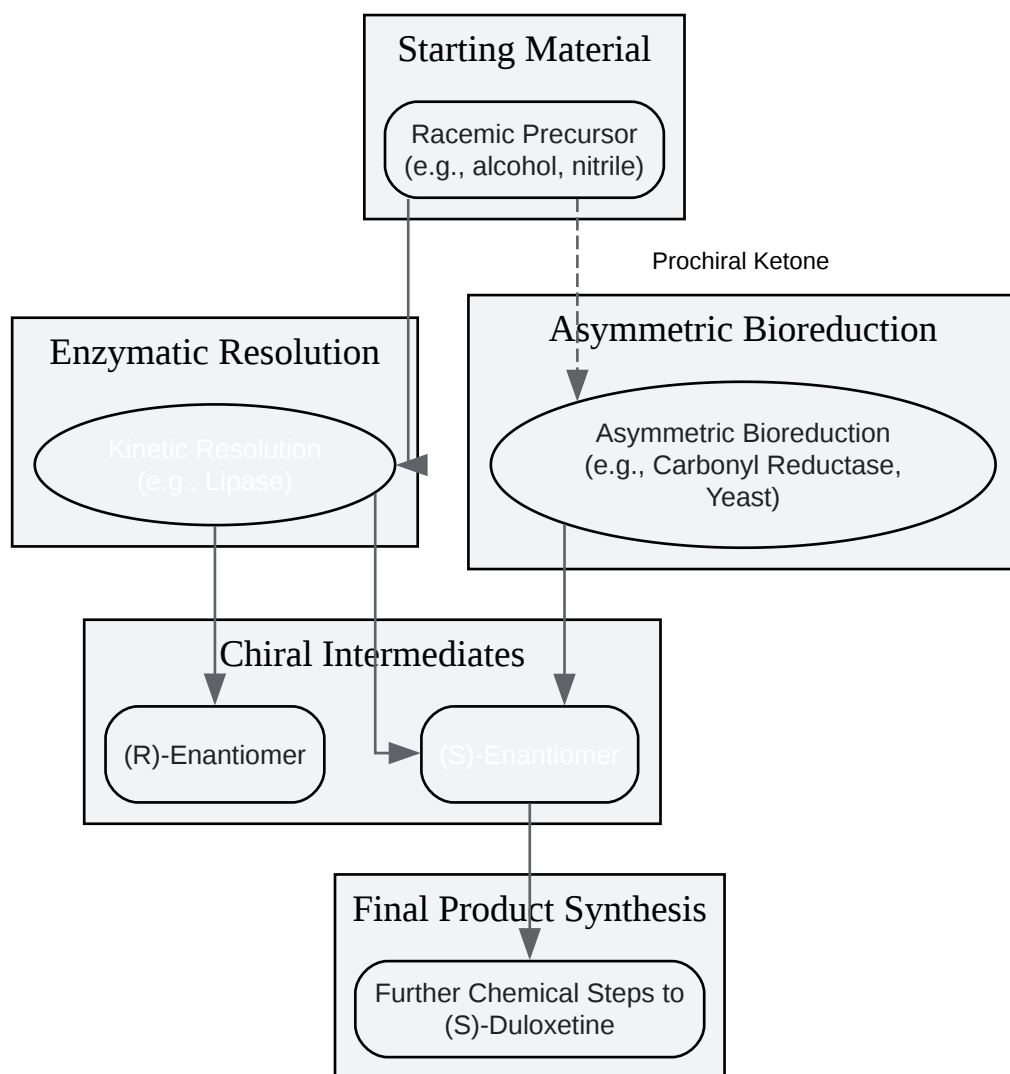 Starting Material
Racemic Precursor
(e.g., alcohol, nitrile)
Prochiral Ketone
Enzymatic Resolution
Kinetic Resolution
(e.g., Lipase)
Asymmetric Bioreduction
Asymmetric Bioreduction
(e.g., Carbonyl Reductase,
Yeast)
Chiral Intermediates
(R)-Enantiomer
(S)-Enantiomer
Final Product Synthesis
Further Chemical Steps to
(S)-Duloxetine